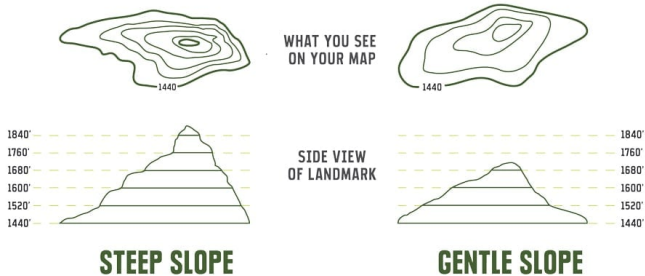 WHAT YOU SEE
ON YOUR MAP
1440
1440
1840'
1760'
1680'
1600'
1520'
1440'
SIDE VIEW
OF LANDMARK
1840'
1760'
1680'
1600'
1520'
1440'
STEEP SLOPE
GENTLE SLOPE